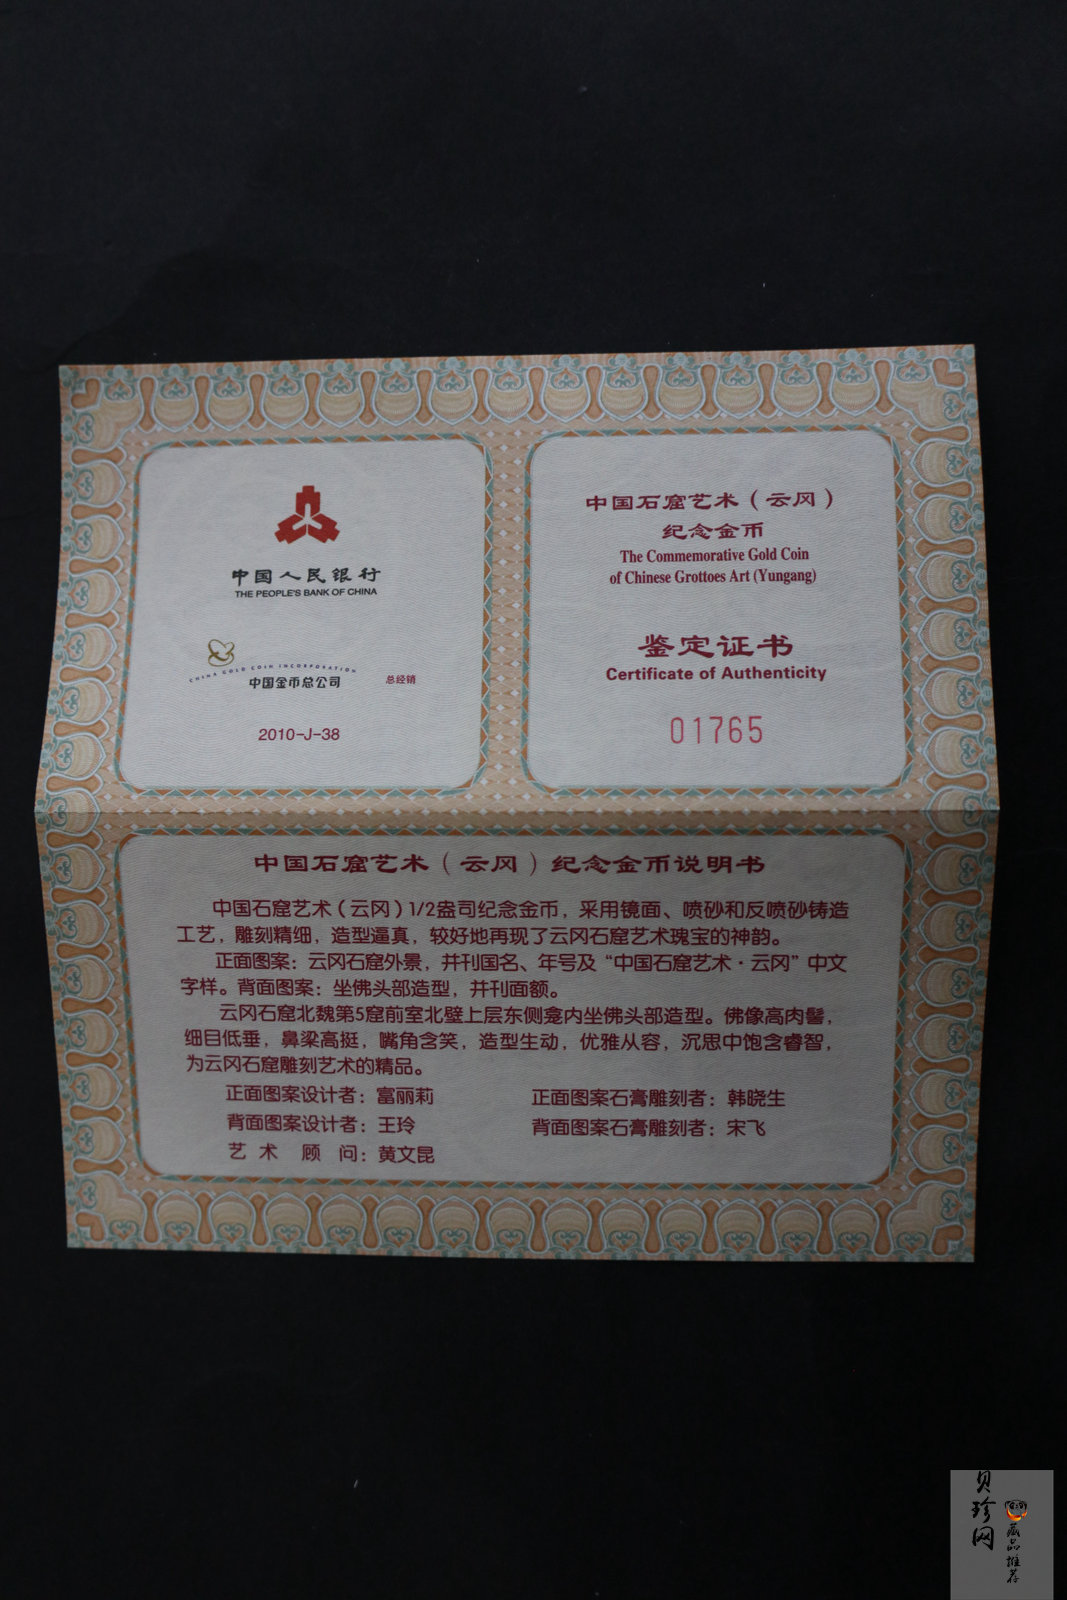 中国人民银行
THE PEOPLE'S BANK OF CHINA
CHINA GOLD COIN INCORPORATION
中国金币总公司 总经销
2010-J-38
中国石窟艺术（云冈）
纪念金币
The Commemorative Gold Coin
of Chinese Grottoes Art (Yungang)
鉴定证书
Certificate of Authenticity
01765
中国石窟艺术（云冈）纪念金币说明书
中国石窟艺术（云冈）1/2盎司纪念金币，采用镜面、喷砂和反喷砂铸造
工艺，雕刻精细，造型逼真，较好地再现了云冈石窟艺术瑰宝的神韵。
正面图案：云冈石窟外景，并刊国名、年号及“中国石窟艺术·云冈”中文
字样。背面图案：坐佛头部造型，并刊面额。
云冈石窟北魏第5窟前室北壁上层东侧龛内坐佛头部造型。佛像高肉髻，
细目低垂，鼻梁高挺，嘴角含笑，造型生动，优雅从容，沉思中饱含睿智，
为云冈石窟雕刻艺术的精品。
正面图案设计者：富丽莉 正面图案石膏雕刻者：韩晓生
背面图案设计者：王玲 背面图案石膏雕刻者：宋飞
艺术顾问：黄文昆
贝珍网
藏品推荐